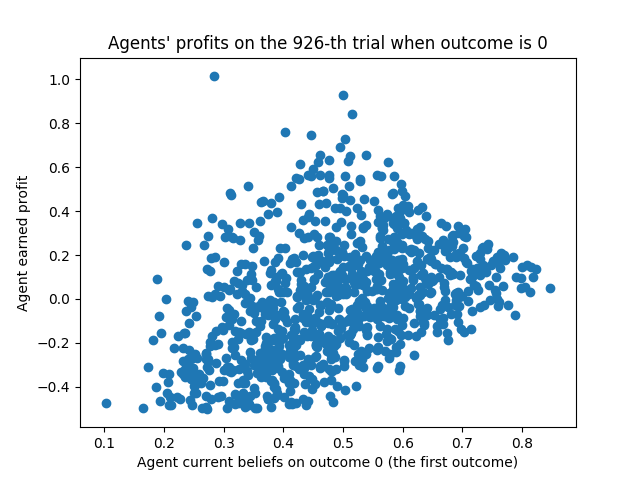 Agents' profits on the 926-th trial when outcome is 0
Agent earned profit
1.0
0.8
0.6
0.4
0.2
0.0
−0.2
−0.4
0.1 0.2 0.3 0.4 0.5 0.6 0.7 0.8
Agent current beliefs on outcome 0 (the first outcome)